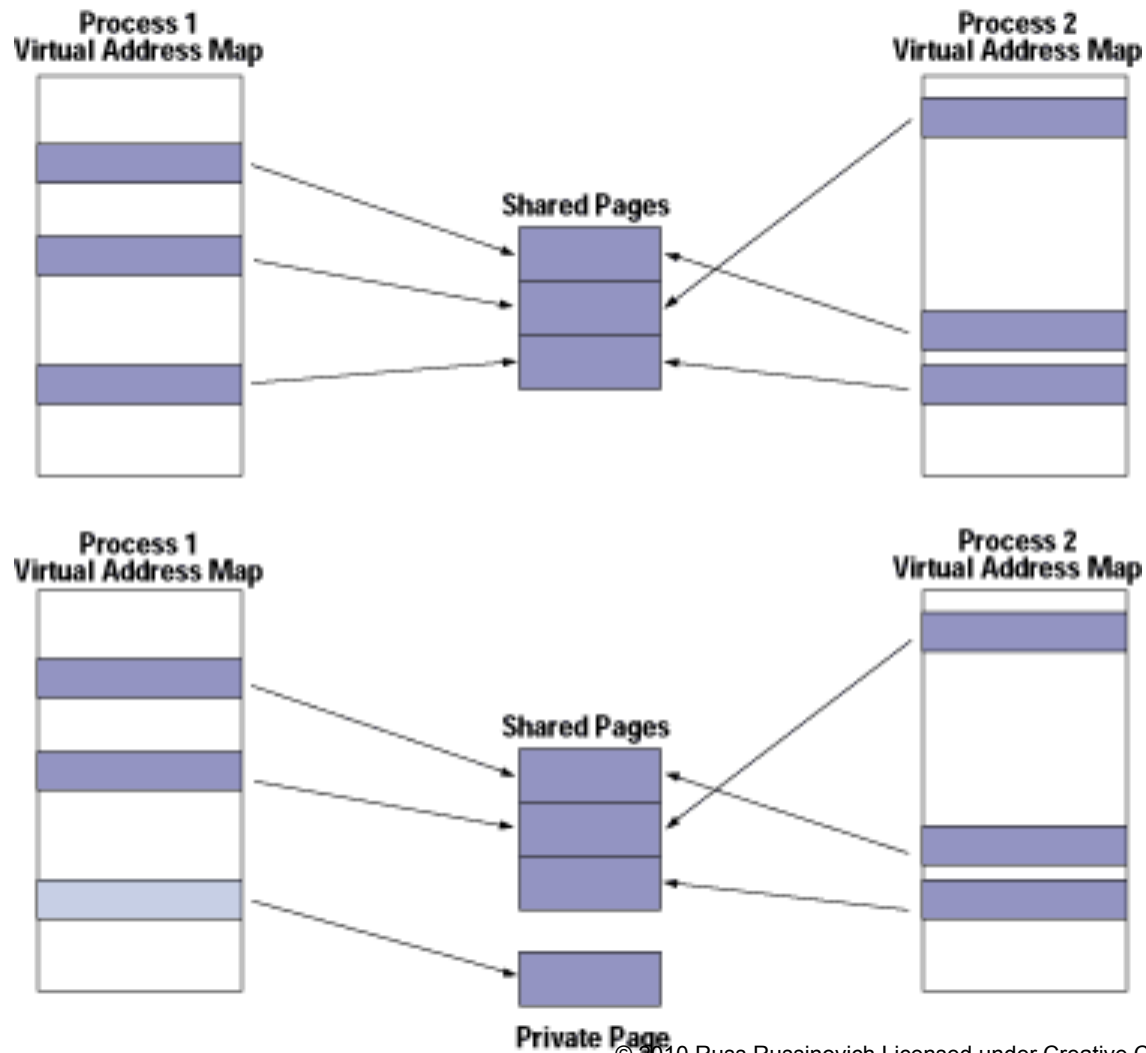 Process 1
Virtual Address Map
Process 2
Virtual Address Map
Shared Pages
Process 1
Virtual Address Map
Process 2
Virtual Address Map
Shared Pages
Private Page
© 2010 Russ Russinovich Licensed under Creative C